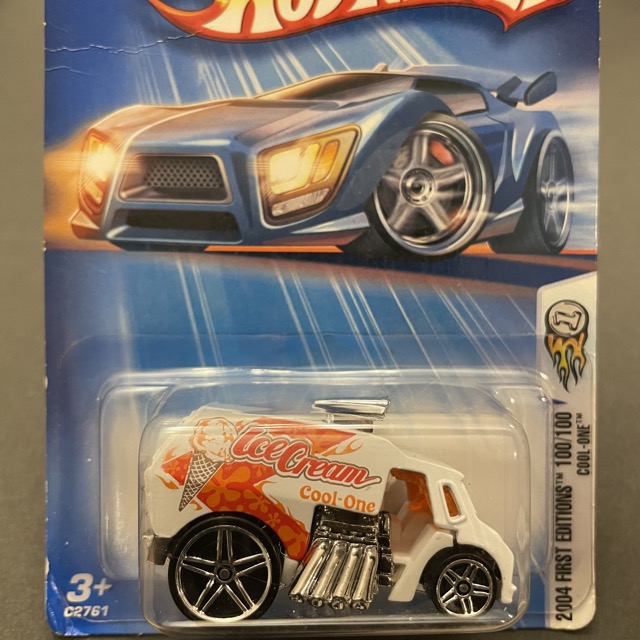 Ice Cream
Cool-One
2004 FIRST EDITIONS™ 100/100
COOL-ONE™
3+
C2761